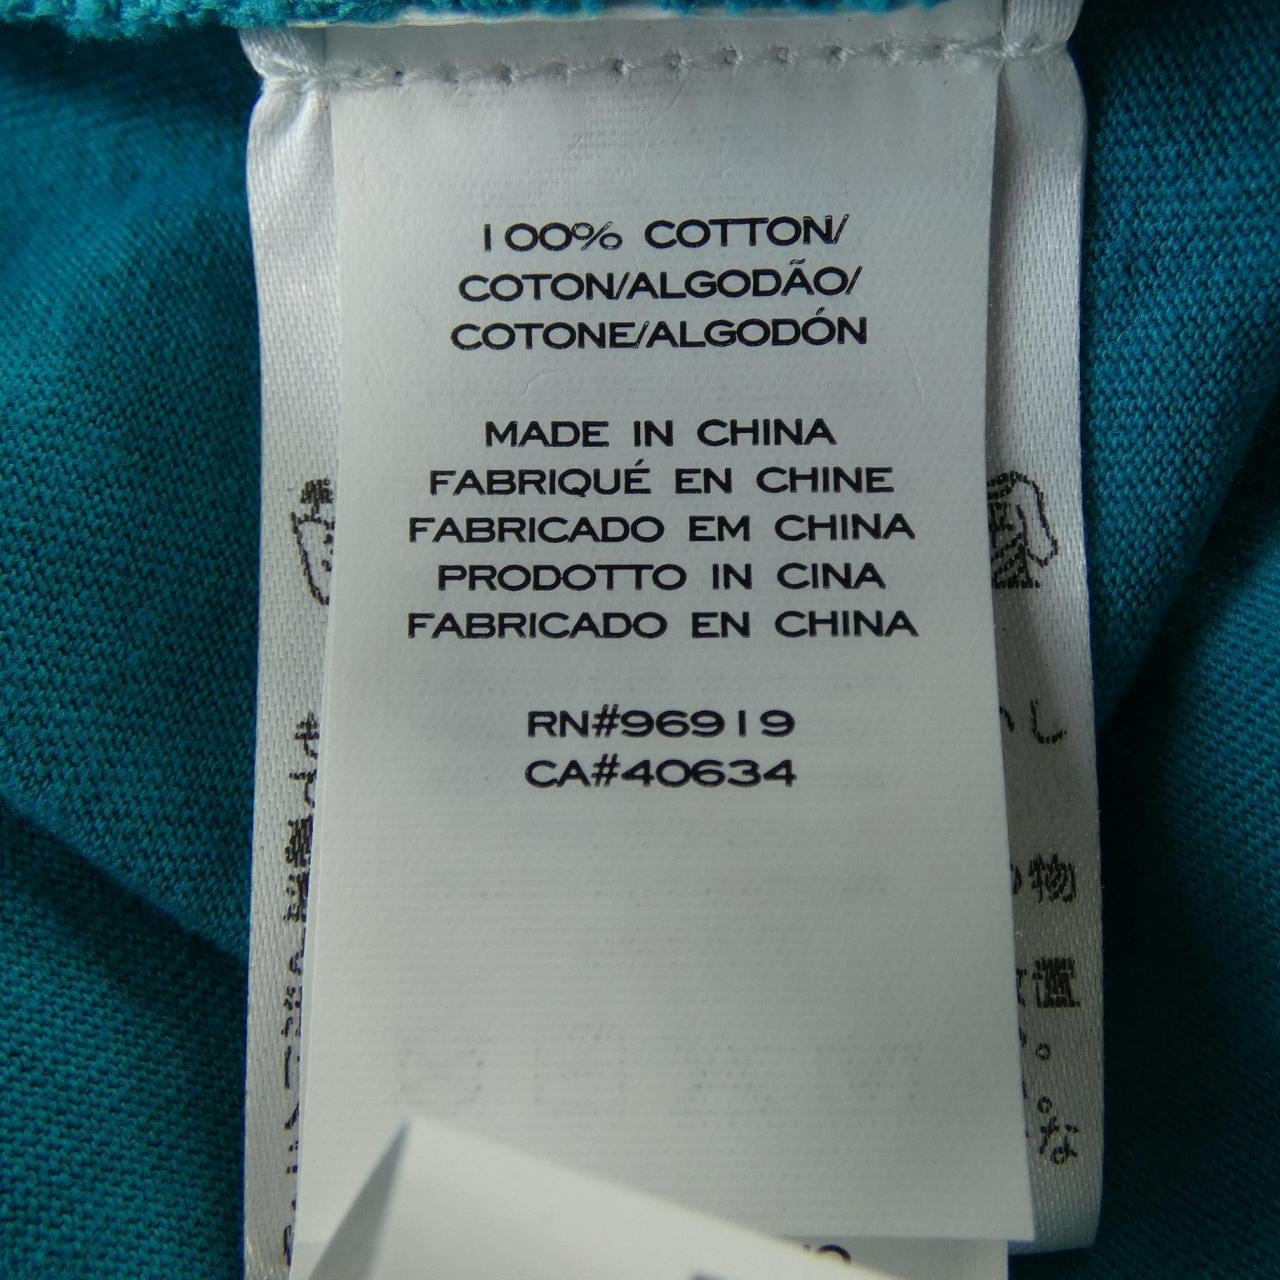 100% COTTON/
COTON/ALGODÃO/
COTONE/ALGODÓN
MADE IN CHINA
FABRIQUÉ EN CHINE
FABRICADO EM CHINA
PRODOTTO IN CINA
FABRICADO EN CHINA
RN#96919
CA#40634